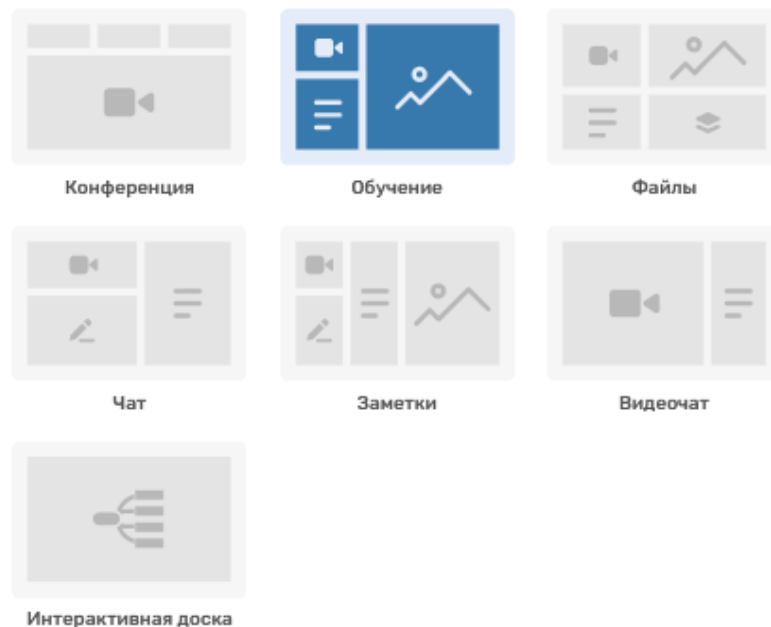 Конференция
Обучение
Файлы
Чат
Заметки
Видеочат
Интерактивная доска